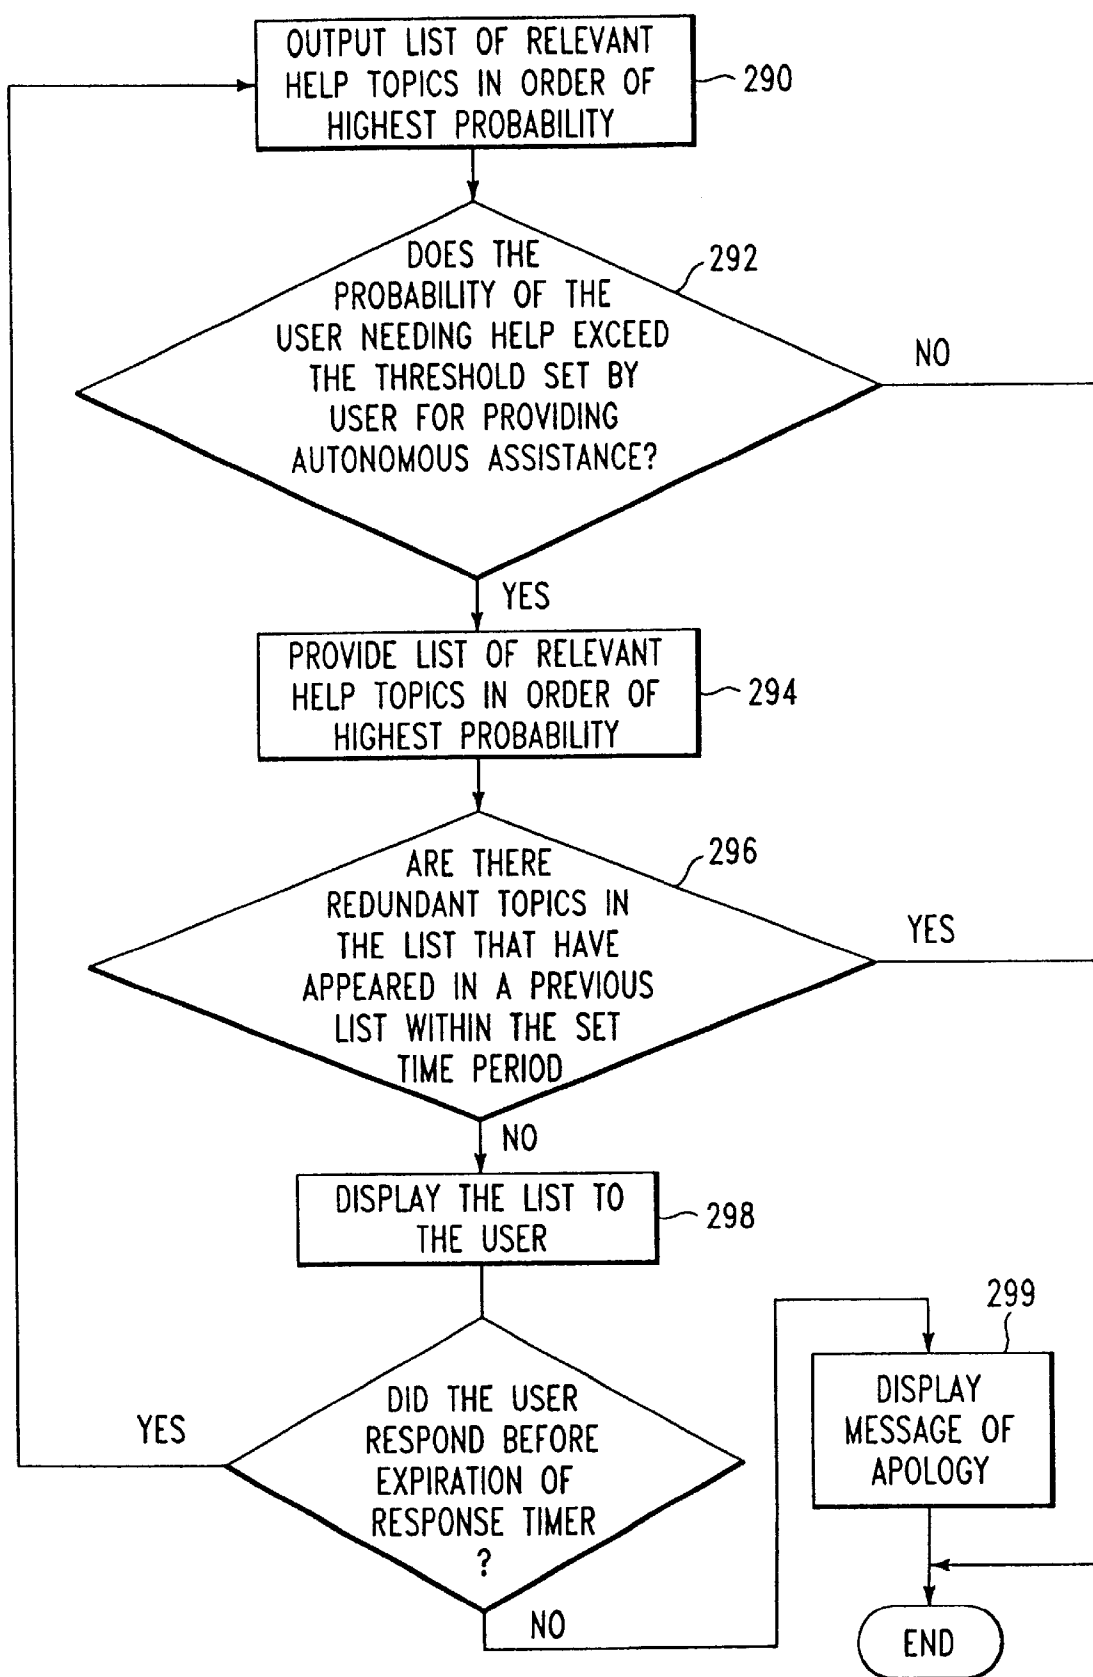 OUTPUT LIST OF RELEVANT
HELP TOPICS IN ORDER OF
HIGHEST PROBABILITY
290
DOES THE
PROBABILITY OF THE
USER NEEDING HELP EXCEED
THE THRESHOLD SET BY
USER FOR PROVIDING
AUTONOMOUS ASSISTANCE?
292
NO
YES
PROVIDE LIST OF RELEVANT
HELP TOPICS IN ORDER OF
HIGHEST PROBABILITY
294
ARE THERE
REDUNDANT TOPICS IN
THE LIST THAT HAVE
APPEARED IN A PREVIOUS
LIST WITHIN THE SET
TIME PERIOD
296
YES
NO
DISPLAY THE LIST TO
THE USER
298
DID THE USER
RESPOND BEFORE
EXPIRATION OF
RESPONSE TIMER
?
YES
NO
299
DISPLAY
MESSAGE OF
APOLOGY
END